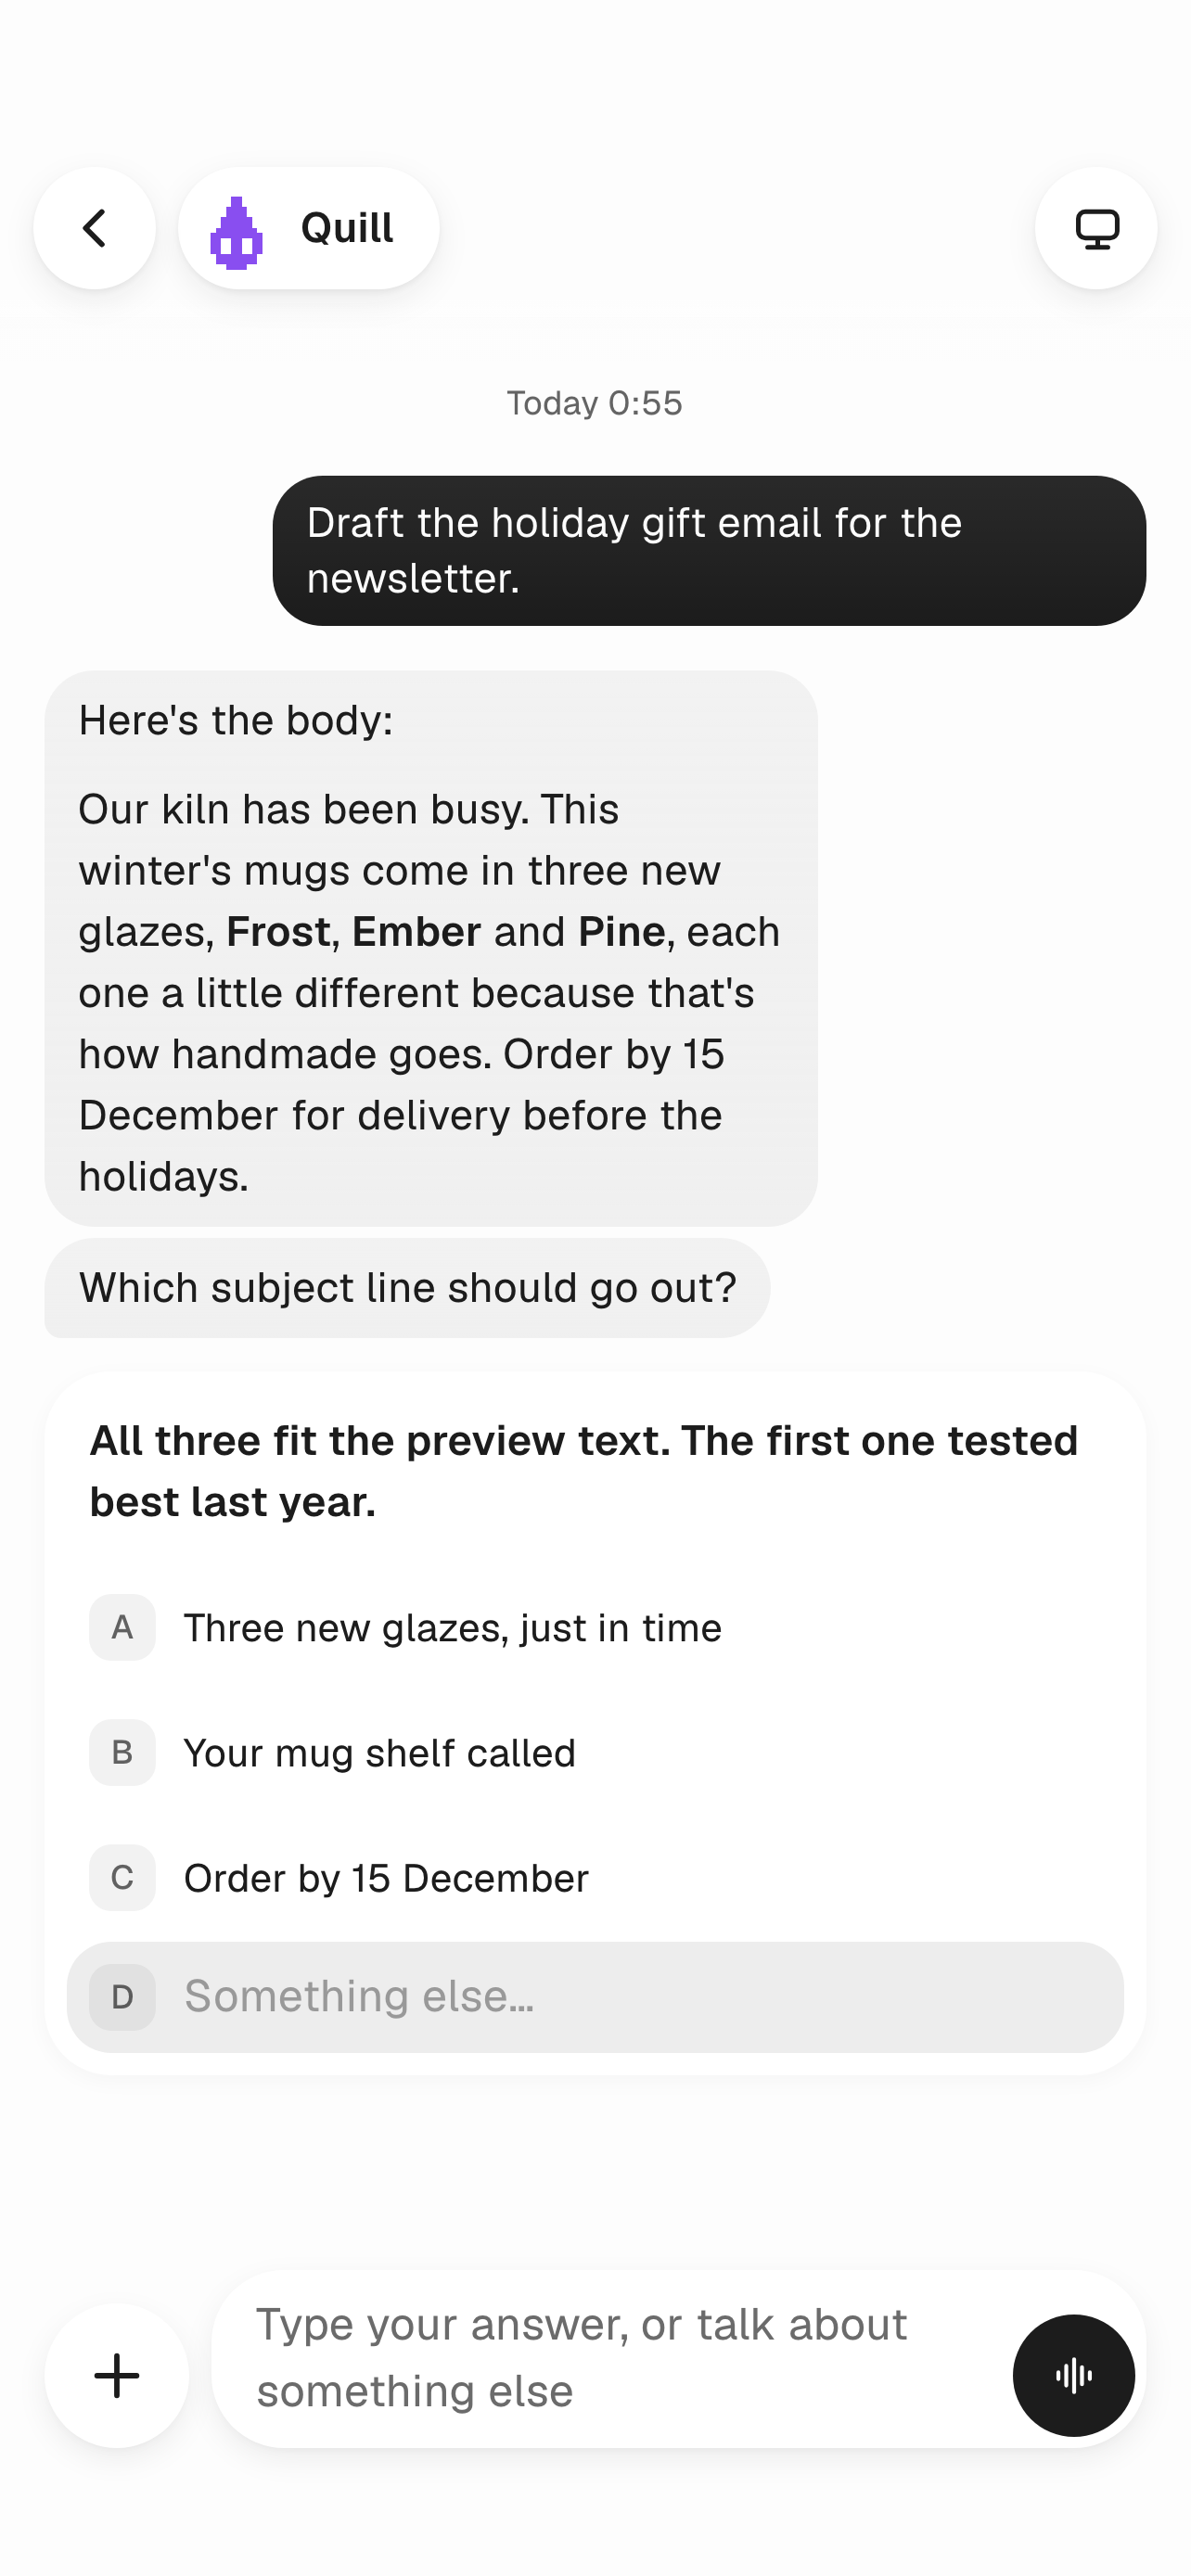 Quill
Today 0:55
Draft the holiday gift email for the
newsletter.
Here's the body:
Our kiln has been busy. This
winter's mugs come in three new
glazes, Frost, Ember and Pine, each
one a little different because that's
how handmade goes. Order by 15
December for delivery before the
holidays.
Which subject line should go out?
All three fit the preview text. The first one tested
best last year.
A Three new glazes, just in time
B Your mug shelf called
C Order by 15 December
D Something else…
Type your answer, or talk about
something else